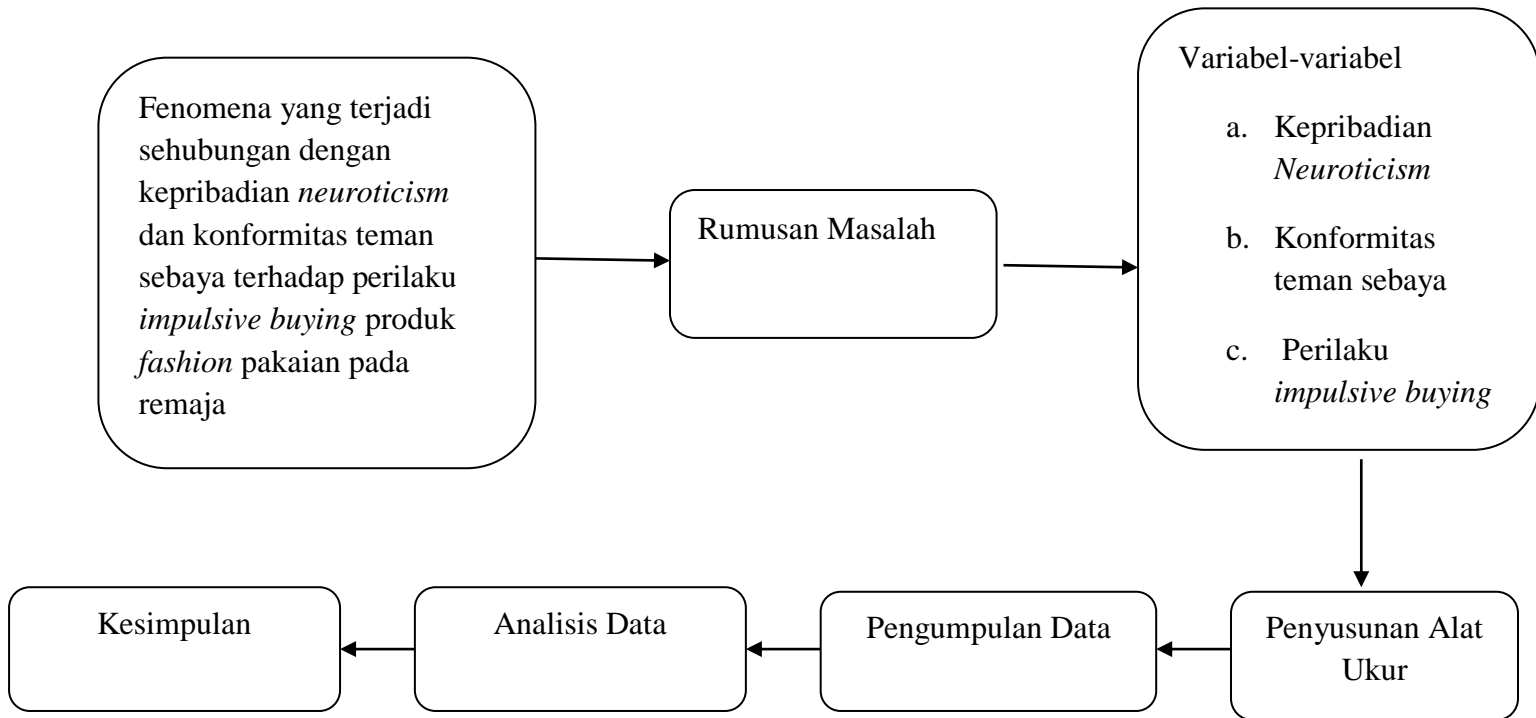 Fenomena yang terjadi
sehubungan dengan
kepribadian neuroticism
dan konformitas teman
sebaya terhadap perilaku
impulsive buying produk
fashion pakaian pada
remaja
Rumusan Masalah
Variabel-variabel
a. Kepribadian
Neuroticism
b. Konformitas
teman sebaya
c. Perilaku
impulsive buying
Penyusunan Alat
Ukur
Pengumpulan Data
Analisis Data
Kesimpulan